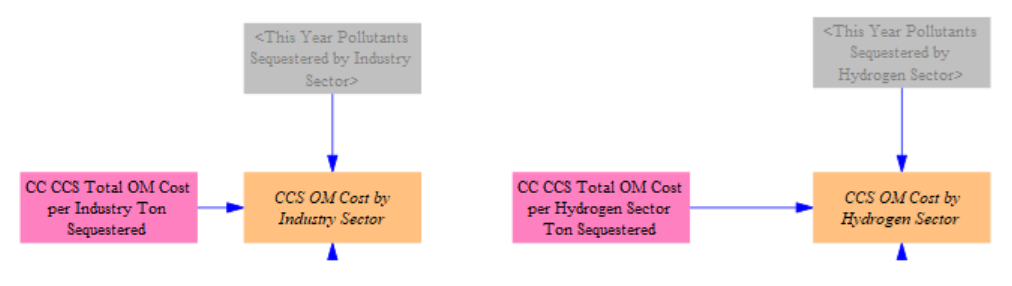 <This Year Pollutants
Sequestered by Industry
Sector>
<This Year Pollutants
Sequestered by
Hydrogen Sector>
CC CCS Total OM Cost
per Industry Ton
Sequestered
CCS OM Cost by
Industry Sector
CC CCS Total OM Cost
per Hydrogen Sector
Ton Sequestered
CCS OM Cost by
Hydrogen Sector